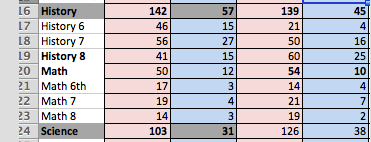 16 History 142 57 139 45
17 History 6 46 15 21 4
18 History 7 56 27 50 16
19 History 8 41 15 60 25
20 Math 50 12 54 10
21 Math 6th 17 3 14 4
22 Math 7 19 4 21 7
23 Math 8 14 3 19 2
24 Science 103 31 126 38